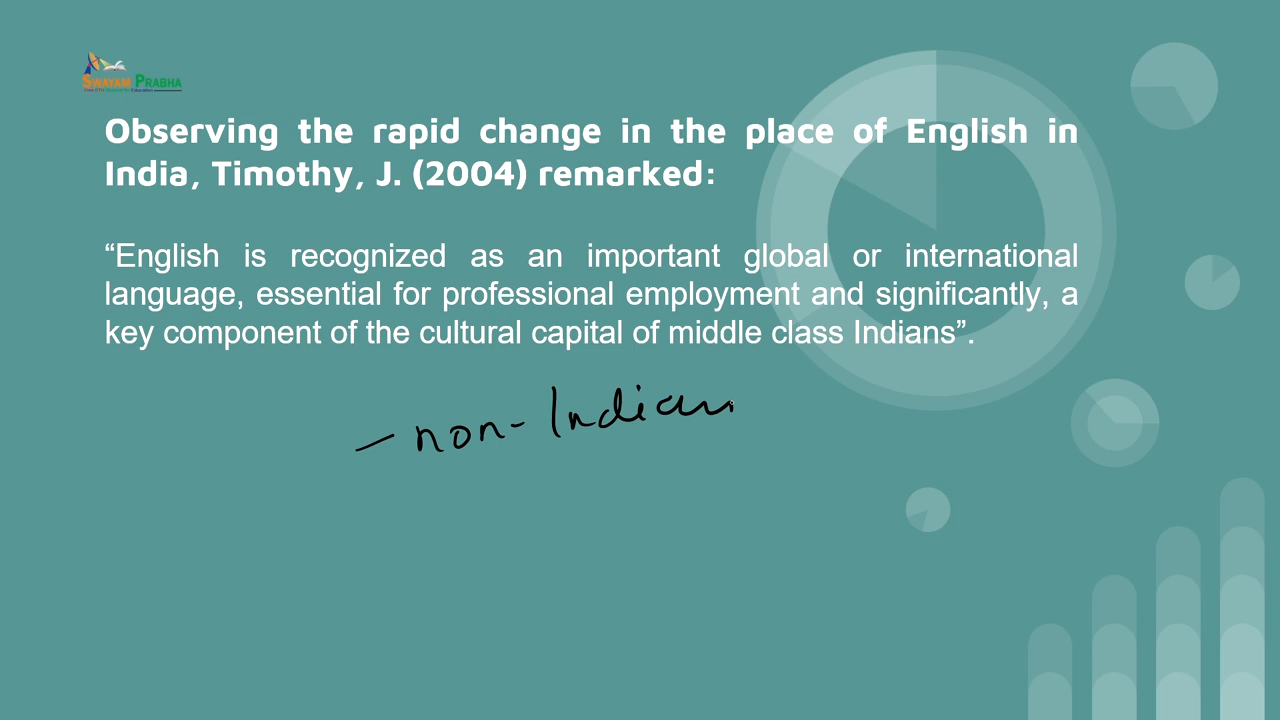 SWAYAM PRABHA
Observing the rapid change in the place of English in
India, Timothy, J. (2004) remarked:
“English is recognized as an important global or international
language, essential for professional employment and significantly, a
key component of the cultural capital of middle class Indians”.
– non-Indian